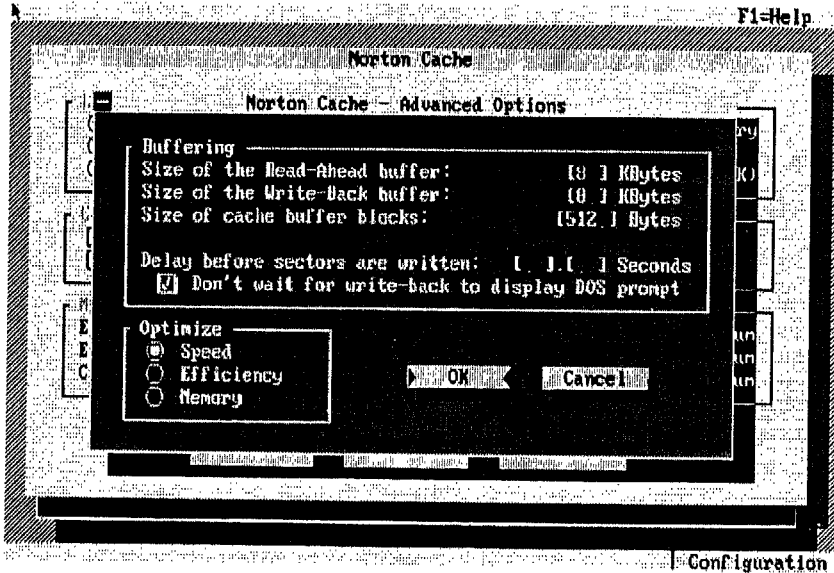 F1=Help
Norton Cache
Norton Cache - Advanced Options
Buffering
Size of the Read-Ahead buffer: [8 ] KBytes
Size of the Write-Back buffer: [8 ] KBytes
Size of cache buffer blocks: [512 ] Bytes
Delay before sectors are written: [ ].[ ] Seconds
[√] Don't wait for write-back to display DOS prompt
Optimize
Speed
Efficiency
Memory
OK Cancel
Configuration